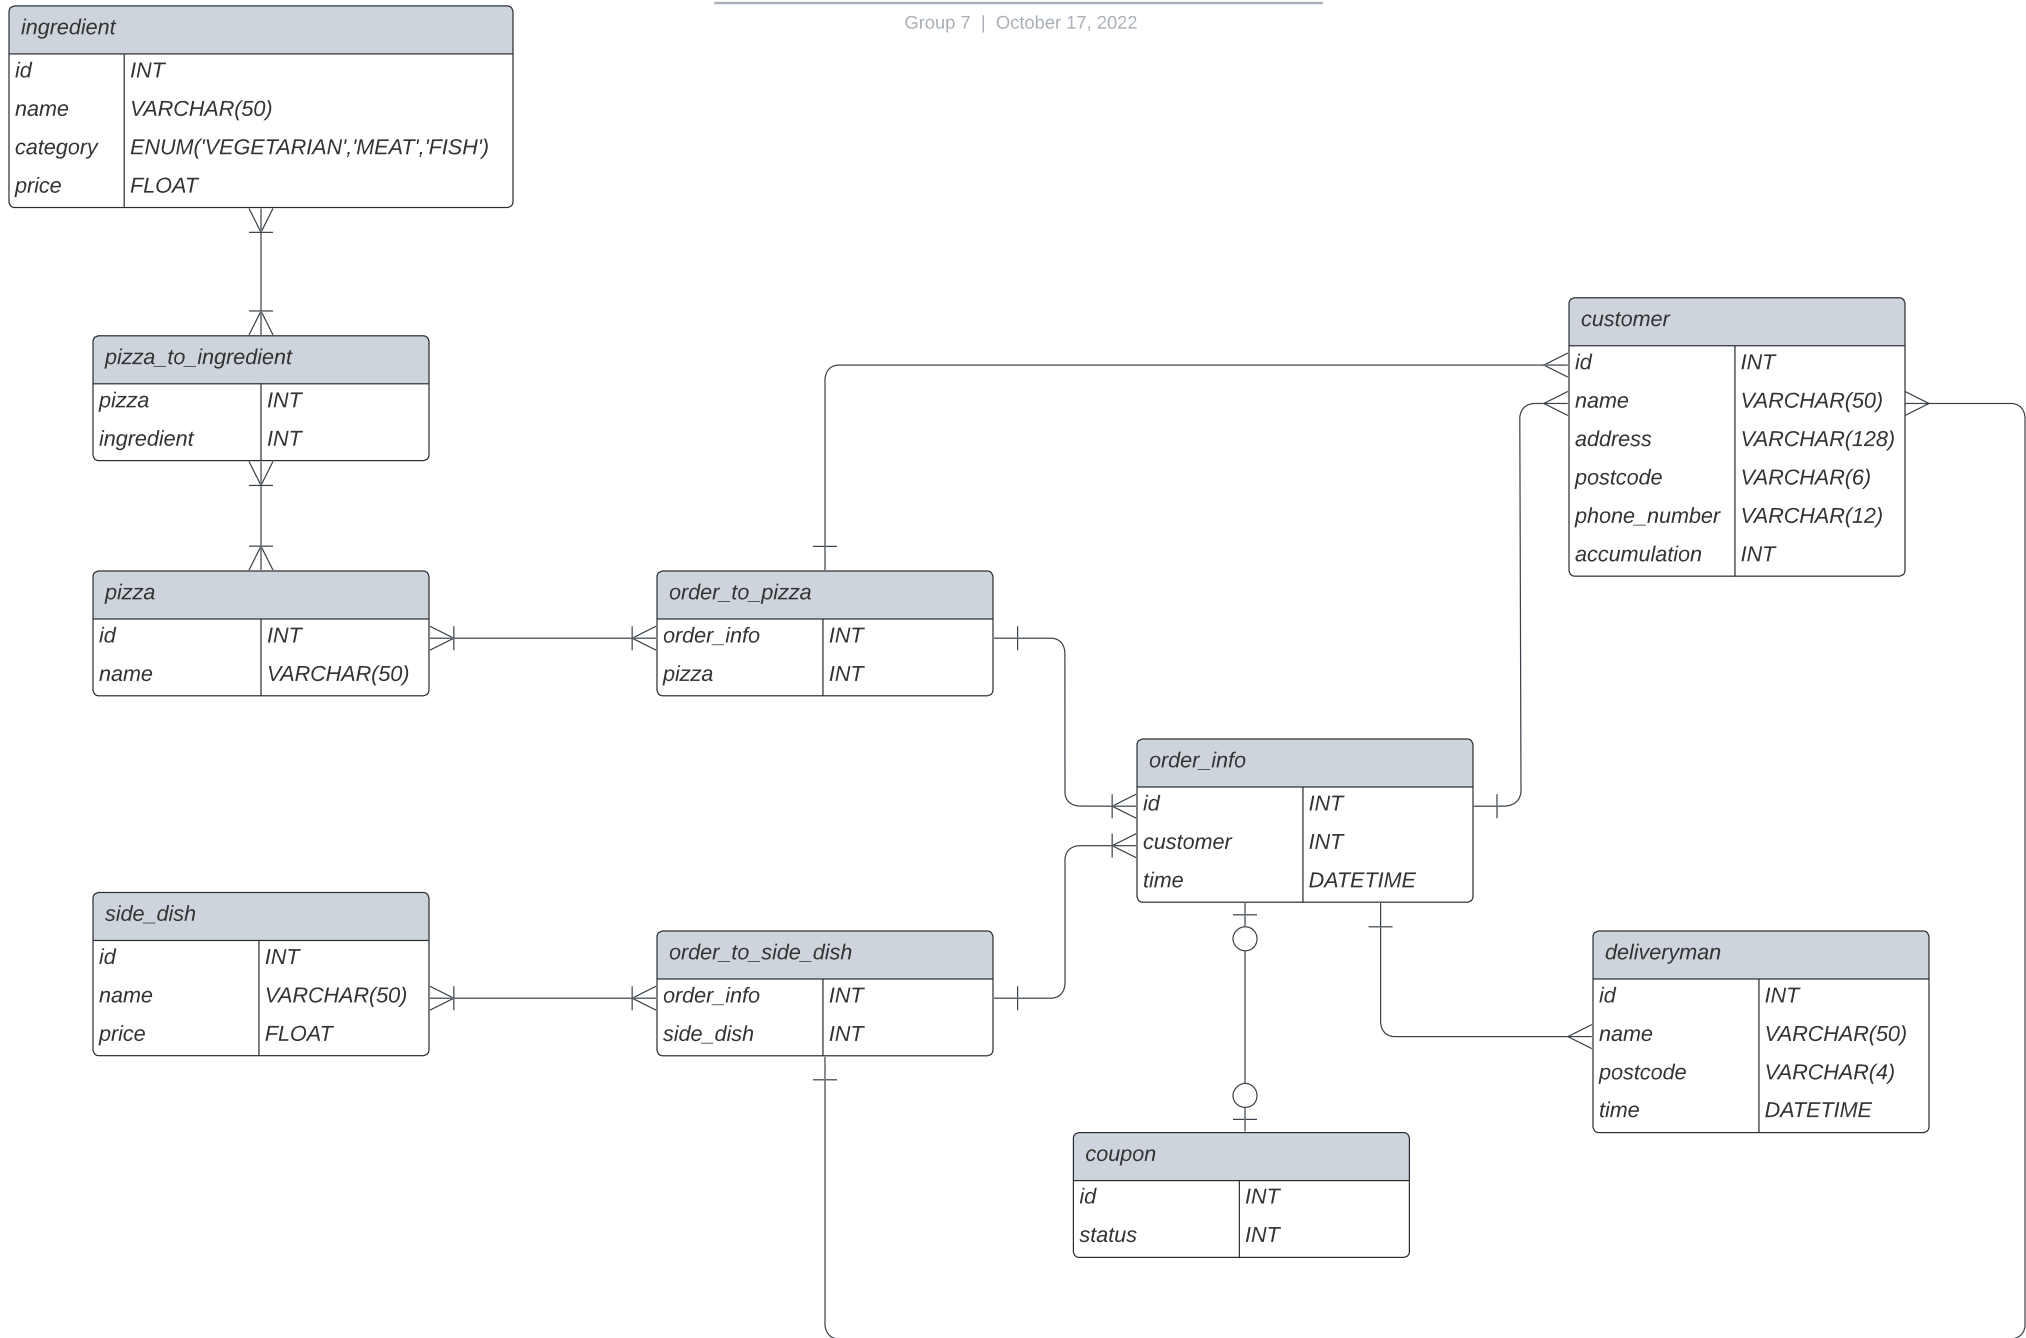 Group 7 | October 17, 2022
ingredient
id INT
name VARCHAR(50)
category ENUM('VEGETARIAN','MEAT','FISH')
price FLOAT
pizza_to_ingredient
pizza INT
ingredient INT
pizza
id INT
name VARCHAR(50)
order_to_pizza
order_info INT
pizza INT
customer
id INT
name VARCHAR(50)
address VARCHAR(128)
postcode VARCHAR(6)
phone_number VARCHAR(12)
accumulation INT
order_info
id INT
customer INT
time DATETIME
side_dish
id INT
name VARCHAR(50)
price FLOAT
order_to_side_dish
order_info INT
side_dish INT
deliveryman
id INT
name VARCHAR(50)
postcode VARCHAR(4)
time DATETIME
coupon
id INT
status INT